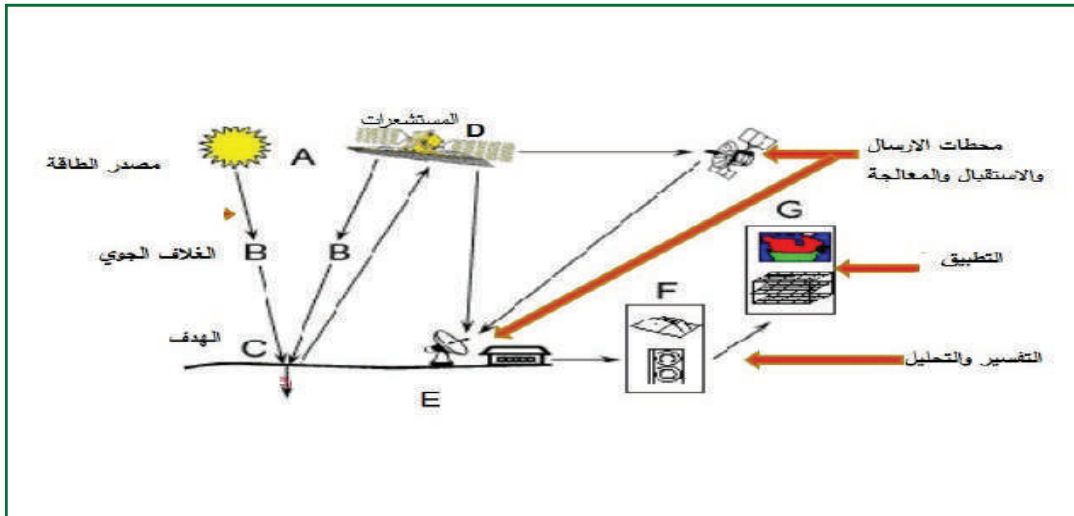 المستشعرات
D
محطات الارسال
والاستقبال والمعالجة
A
مصدر الطاقة
G
الغلاف الجوي
B
B
التطبيق
F
الهدف
C
التفسير والتحليل
E